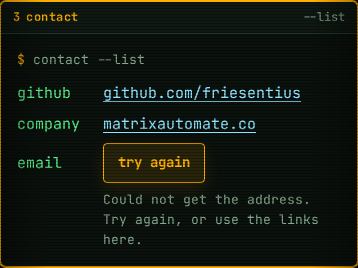 3 contact --list
$ contact --list
github github.com/friesentius
company matrixautomate.co
email try again
Could not get the address.
Try again, or use the links
here.